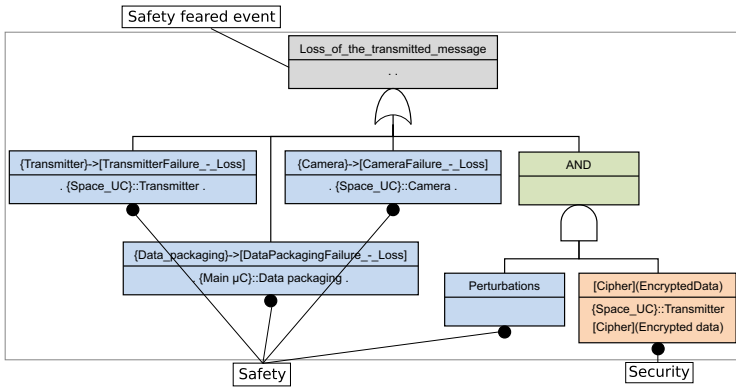 Safety feared event
Loss_of_the_transmitted_message
. .
{Transmitter}->[TransmitterFailure_-_Loss]
. {Space_UC}::Transmitter .
{Camera}->[CameraFailure_-_Loss]
. {Space_UC}::Camera .
AND
{Data_packaging}->[DataPackagingFailure_-_Loss]
. {Main µC}::Data packaging .
Perturbations
[Cipher](EncryptedData)
{Space_UC}::Transmitter
[Cipher](Encrypted data)
Safety
Security